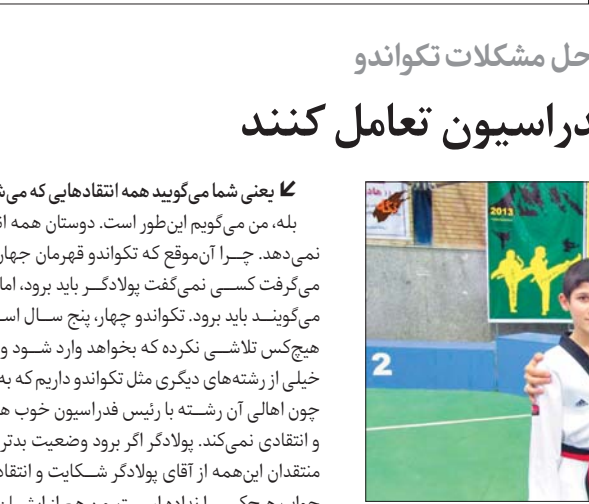 حل مشکلات تکواندو
دراسیون تعامل کنند
یعنی شما می‌گویید همه انتقادهایی که می‌ش
بله، من می‌گویم این‌طور است. دوستان همه ان
نمی‌دهد. چــرا آن‌موقع که تکواندو قهرمان جهان
می‌گرفت کســی نمی‌گفت پولادگــر باید برود، اما
می‌گوینــد باید برود. تکواندو چهار، پنج ســال اســ
هیچ‌کس تلاشــی نکرده که بخواهد وارد شــود و
خیلی از رشته‌های دیگری مثل تکواندو داریم که به
چون اهالی آن رشــته با رئیس فدراسیون خوب هـ
و انتقادی نمی‌کند. پولادگر اگر برود وضعیت بدتر
منتقدان این‌همه از آقای پولادگر شــکایت و انتقاد
2013
2